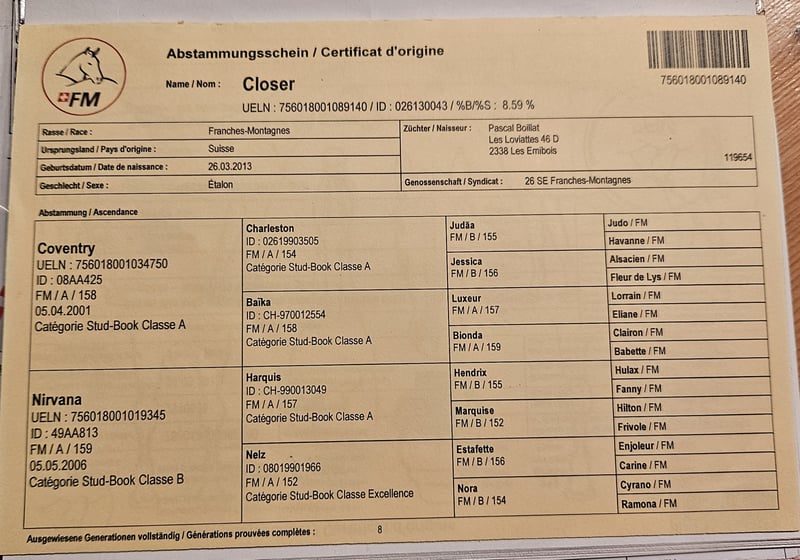 FM
Abstammungsschein / Certificat d'origine
Name / Nom : Closer
UELN : 756018001089140 / ID : 026130043 / %B/%S : 8.59 %
756018001089140
Rasse / Race : Franches-Montagnes
Ursprungsland / Pays d'origine : Suisse
Geburtsdatum / Date de naissance : 26.03.2013
Geschlecht / Sexe : Étalon
Züchter / Naisseur : Pascal Boillat
Les Loviattes 46 D
2338 Les Emibois
119654
Genossenschaft / Syndicat : 26 SE Franches-Montagnes
Abstammung / Ascendance
Coventry
UELN : 756018001034750
ID : 08AA425
FM / A / 158
05.04.2001
Catégorie Stud-Book Classe A
Nirvana
UELN : 756018001019345
ID : 49AA813
FM / A / 159
05.05.2006
Catégorie Stud-Book Classe B
Charleston
ID : 02619903505
FM / A / 154
Catégorie Stud-Book Classe A
Baïka
ID : CH-970012554
FM / A / 158
Catégorie Stud-Book Classe A
Harquis
ID : CH-990013049
FM / A / 157
Catégorie Stud-Book Classe A
Nelz
ID : 08019901966
FM / A / 152
Catégorie Stud-Book Classe Excellence
Judäa
FM / B / 155
Jessica
FM / B / 156
Luxeur
FM / A / 157
Bionda
FM / A / 159
Hendrix
FM / B / 155
Marquise
FM / B / 152
Estafette
FM / B / 156
Nora
FM / B / 154
Judo / FM
Havanne / FM
Alsacien / FM
Fleur de Lys / FM
Lorrain / FM
Eliane / FM
Clairon / FM
Babette / FM
Hulax / FM
Fanny / FM
Hilton / FM
Frivole / FM
Enjoleur / FM
Carine / FM
Cyrano / FM
Ramona / FM
Ausgewiesene Generationen vollständig / Générations prouvées complètes : 8